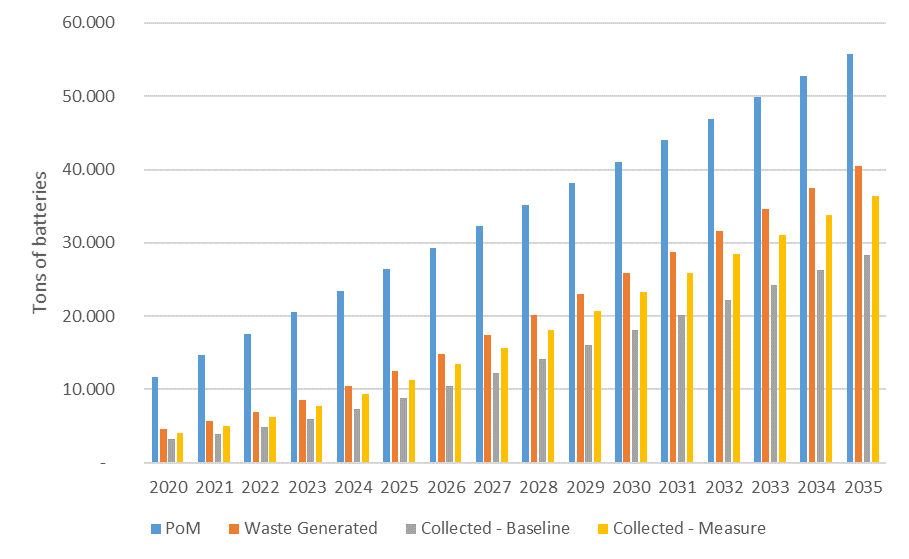 60.000
50.000
40.000
30.000
20.000
10.000
-
Tons of batteries
2020 2021 2022 2023 2024 2025 2026 2027 2028 2029 2030 2031 2032 2033 2034 2035
PoM Waste Generated Collected - Baseline Collected - Measure